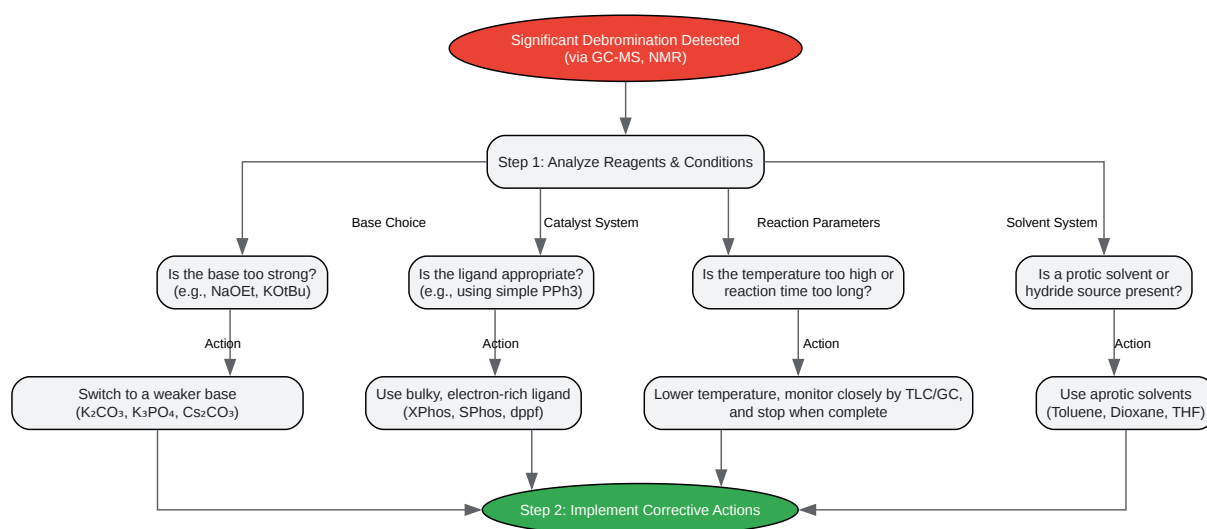 Significant Debromination Detected
(via GC-MS, NMR)
Step 1: Analyze Reagents & Conditions
Base Choice
Catalyst System
Reaction Parameters
Solvent System
Is the base too strong?
(e.g., NaOEt, KOtBu)
Is the ligand appropriate?
(e.g., using simple PPh3)
Is the temperature too high or
reaction time too long?
Is a protic solvent or
hydride source present?
Action
Action
Action
Action
Switch to a weaker base
(K₂CO₃, K₃PO₄, Cs₂CO₃)
Use bulky, electron-rich ligand
(XPhos, SPhos, dppf)
Lower temperature, monitor closely by TLC/GC,
and stop when complete
Use aprotic solvents
(Toluene, Dioxane, THF)
Step 2: Implement Corrective Actions